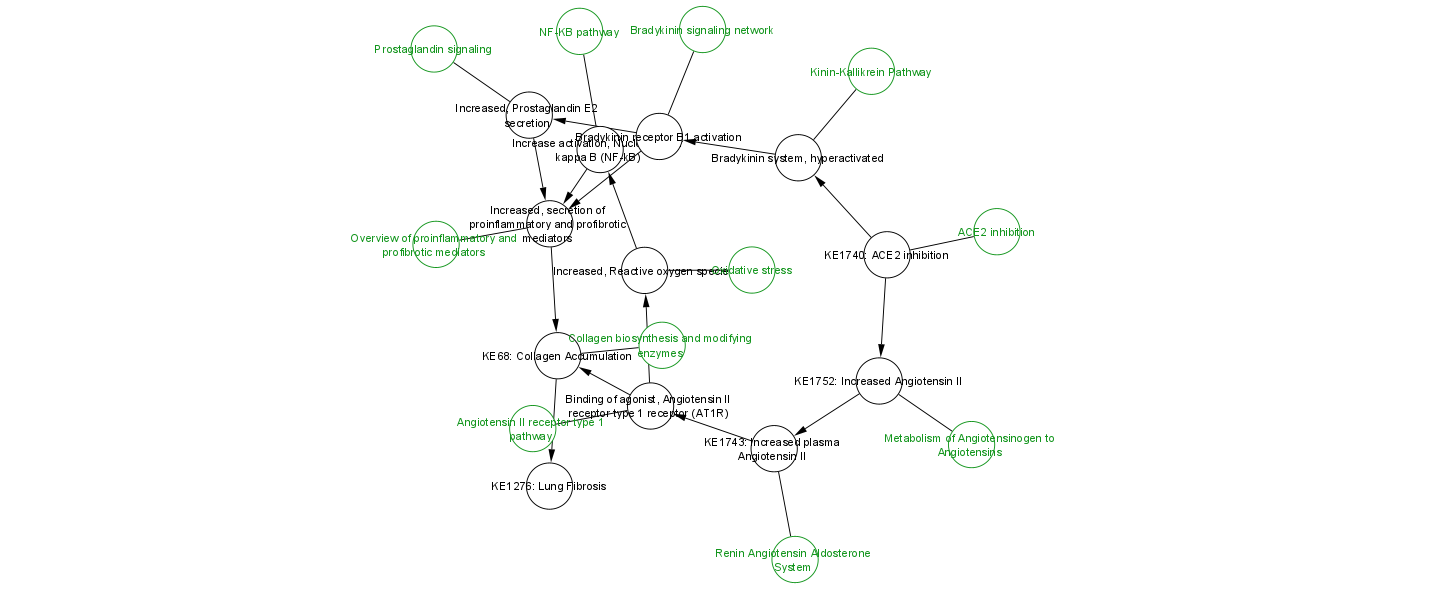 Prostaglandin signaling
NF-KB pathway
Bradykinin signaling network
Kinin-Kallikrein Pathway
Increased, Prostaglandin E2
secretion
Increase activation, Nucl
kappa B (NF-kB)
Bradykinin receptor B1 activation
Bradykinin system, hyperactivated
Increased, secretion of
proinflammatory and profibrotic
mediators
Overview of proinflammatory and
profibrotic mediators
KE1740: ACE2 inhibition
ACE2 inhibition
Increased, Reactive oxygen specie
Oxidative stress
Collagen biosynthesis and modifying
enzymes
KE68: Collagen Accumulation
KE1752: Increased Angiotensin II
Binding of agonist, Angiotensin II
receptor type 1 receptor (AT1R)
Angiotensin II receptor type 1
pathway
KE1743: Increased plasma
Angiotensin II
Metabolism of Angiotensinogen to
Angiotensins
KE1276: Lung Fibrosis
Renin Angiotensin Aldosterone
System